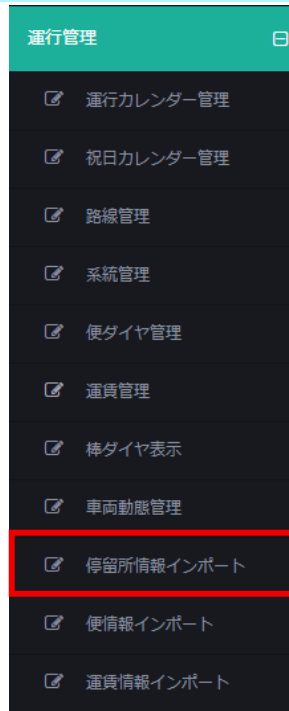 運行管理
運行カレンダー管理
祝日カレンダー管理
路線管理
系統管理
便ダイヤ管理
運賃管理
棒ダイヤ表示
車両動態管理
停留所情報インポート
便情報インポート
運賃情報インポート